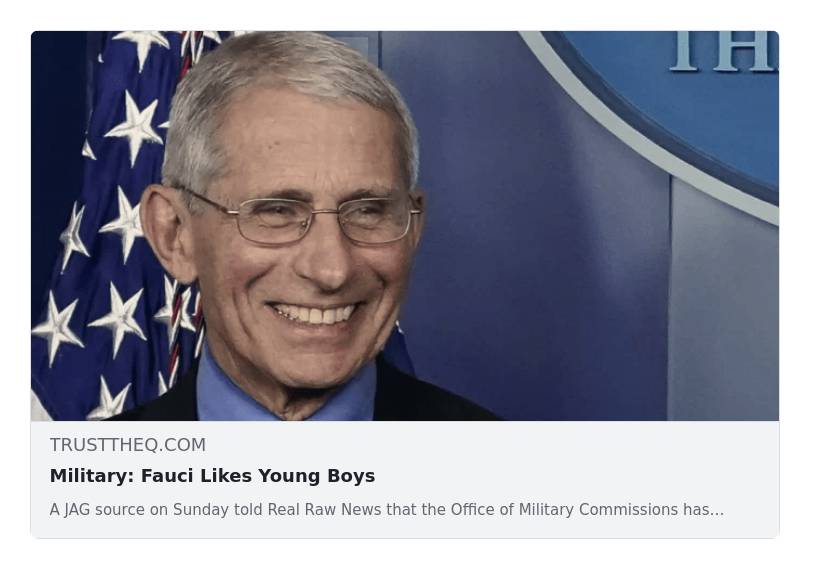 TH
TRUSTTHEQ.COM
Military: Fauci Likes Young Boys
A JAG source on Sunday told Real Raw News that the Office of Military Commissions has...